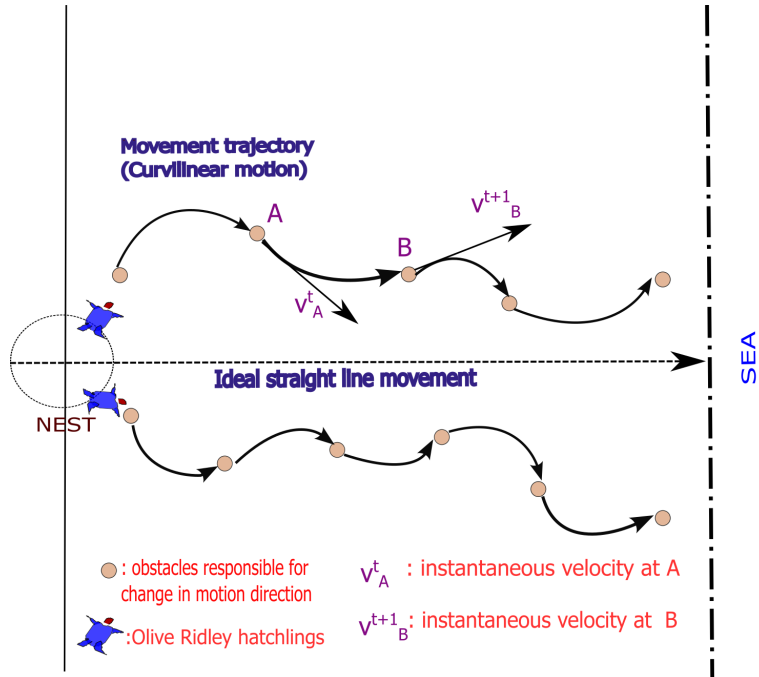 Movement trajectory
(Curvilinear motion)
A
v^{t+1}_B
B
v^t_A
SEA
Ideal straight line movement
NEST
: obstacles responsible for
change in motion direction
v^t_A : instantaneous velocity at A
:Olive Ridley hatchlings
v^{t+1}_B : instantaneous velocity at B